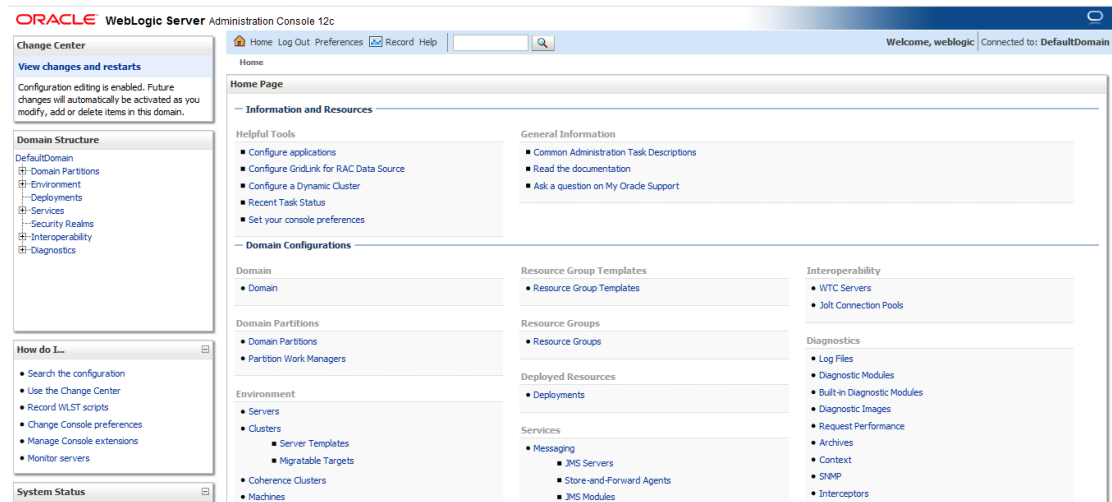 ORACLE WebLogic Server Administration Console 12c
Change Center
View changes and restarts
Configuration editing is enabled. Future
changes will automatically be activated as you
modify, add or delete items in this domain.
Domain Structure
DefaultDomain
Domain Partitions
Environment
Deployments
Services
Security Realms
Interoperability
Diagnostics
How do I...
Search the configuration
Use the Change Center
Record WLST scripts
Change Console preferences
Manage Console extensions
Monitor servers
System Status
Home Log Out Preferences Record Help
Welcome, weblogic Connected to: DefaultDomain
Home
Home Page
Information and Resources
Helpful Tools
Configure applications
Configure GridLink for RAC Data Source
Configure a Dynamic Cluster
Recent Task Status
Set your console preferences
General Information
Common Administration Task Descriptions
Read the documentation
Ask a question on My Oracle Support
Domain Configurations
Domain
Domain
Domain Partitions
Domain Partitions
Partition Work Managers
Environment
Servers
Clusters
Server Templates
Migratable Targets
Coherence Clusters
Machines
Resource Group Templates
Resource Group Templates
Resource Groups
Resource Groups
Deployed Resources
Deployments
Services
Messaging
JMS Servers
Store-and-Forward Agents
JMS Modules
Interoperability
WTC Servers
Jolt Connection Pools
Diagnostics
Log Files
Diagnostic Modules
Built-in Diagnostic Modules
Diagnostic Images
Request Performance
Archives
Context
SNMP
Interceptors